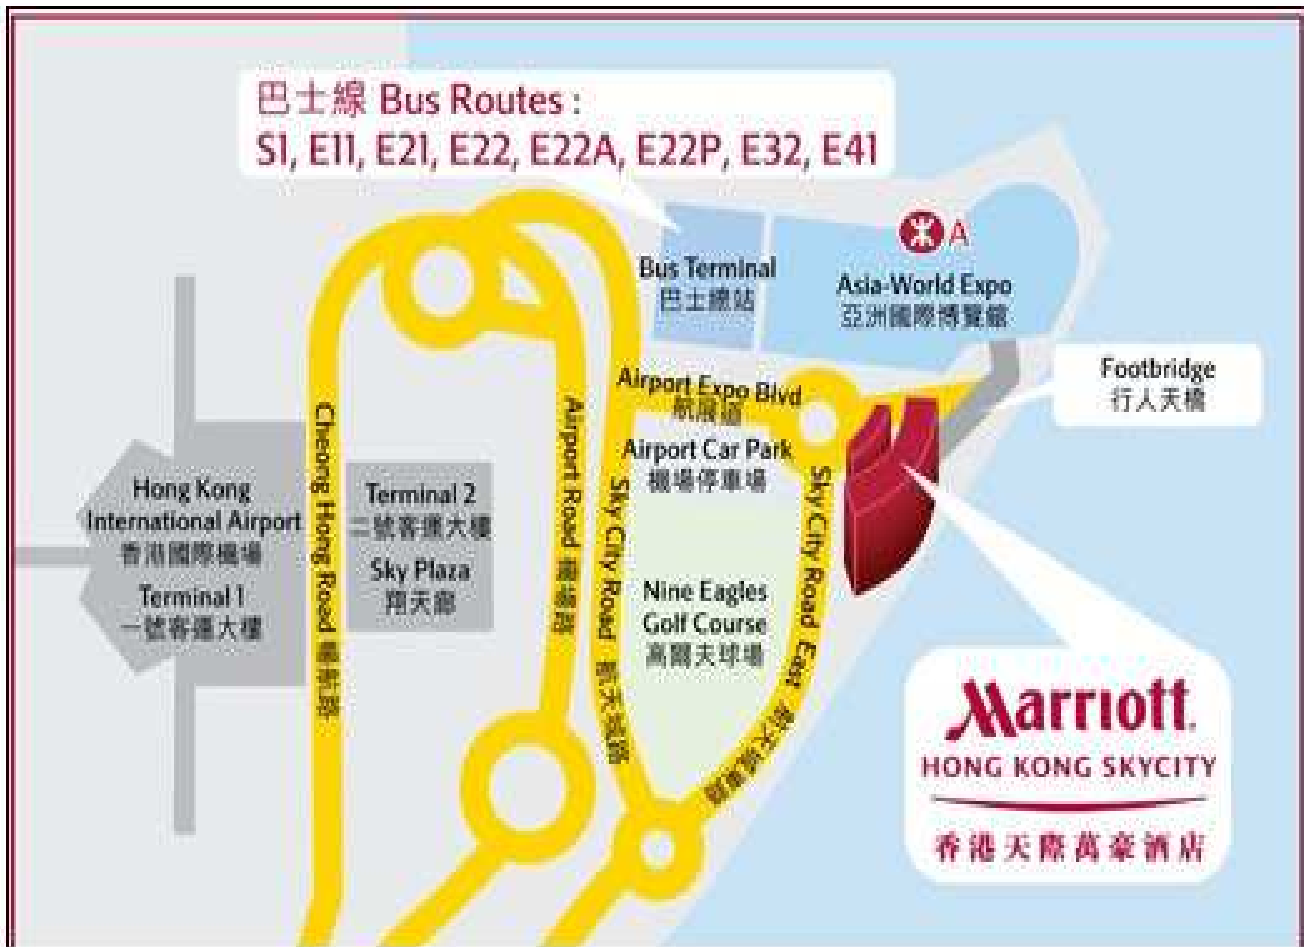 巴士線 Bus Routes :
S1, E11, E21, E22, E22A, E22P, E32, E41
A
Bus Terminal
巴士總站
Asia-World Expo
亞洲國際博覽館
Footbridge
行人天橋
Airport Expo Blvd
航展道
Airport Car Park
機場停車場
Hong Kong
International Airport
香港國際機場
Terminal 1
一號客運大樓
Cheong Hong Road 暢航路
Terminal 2
二號客運大樓
Sky Plaza
翔天廊
Airport Road 機場路
Sky City Road 航天城路
Nine Eagles
Golf Course
高爾夫球場
Sky City Road East 航天城東路
Marriott
HONG KONG SKYCITY
香港天際萬豪酒店